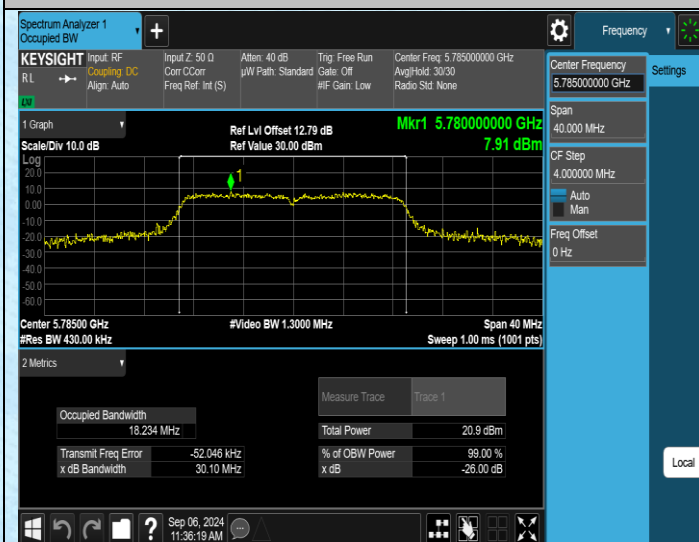 Spectrum Analyzer 1
Occupied BW
+
Frequency
KEYSIGHT
RL
LXI
Input: RF
Coupling: DC
Align: Auto
Input Z: 50 Ω
Corr CCorr
Freq Ref: Int (S)
Atten: 40 dB
µW Path: Standard
Trig: Free Run
Gate: Off
#IF Gain: Low
Center Freq: 5.785000000 GHz
Avg|Hold: 30/30
Radio Std: None
Center Frequency
5.785000000 GHz
Settings
Span
40.000 MHz
CF Step
4.000000 MHz
Auto
Man
Freq Offset
0 Hz
1 Graph
Scale/Div 10.0 dB
Ref Lvl Offset 12.79 dB
Ref Value 30.00 dBm
Mkr1 5.780000000 GHz
7.91 dBm
Log
20.0
10.0
0.00
-10.0
-20.0
-30.0
-40.0
-50.0
-60.0
1
Center 5.78500 GHz
#Res BW 430.00 kHz
#Video BW 1.3000 MHz
Span 40 MHz
Sweep 1.00 ms (1001 pts)
2 Metrics
Measure Trace
Trace 1
Occupied Bandwidth
18.234 MHz
Total Power
20.9 dBm
Transmit Freq Error
-52.046 kHz
% of OBW Power
99.00 %
x dB Bandwidth
30.10 MHz
x dB
-26.00 dB
Local
?
Sep 06, 2024
11:36:19 AM